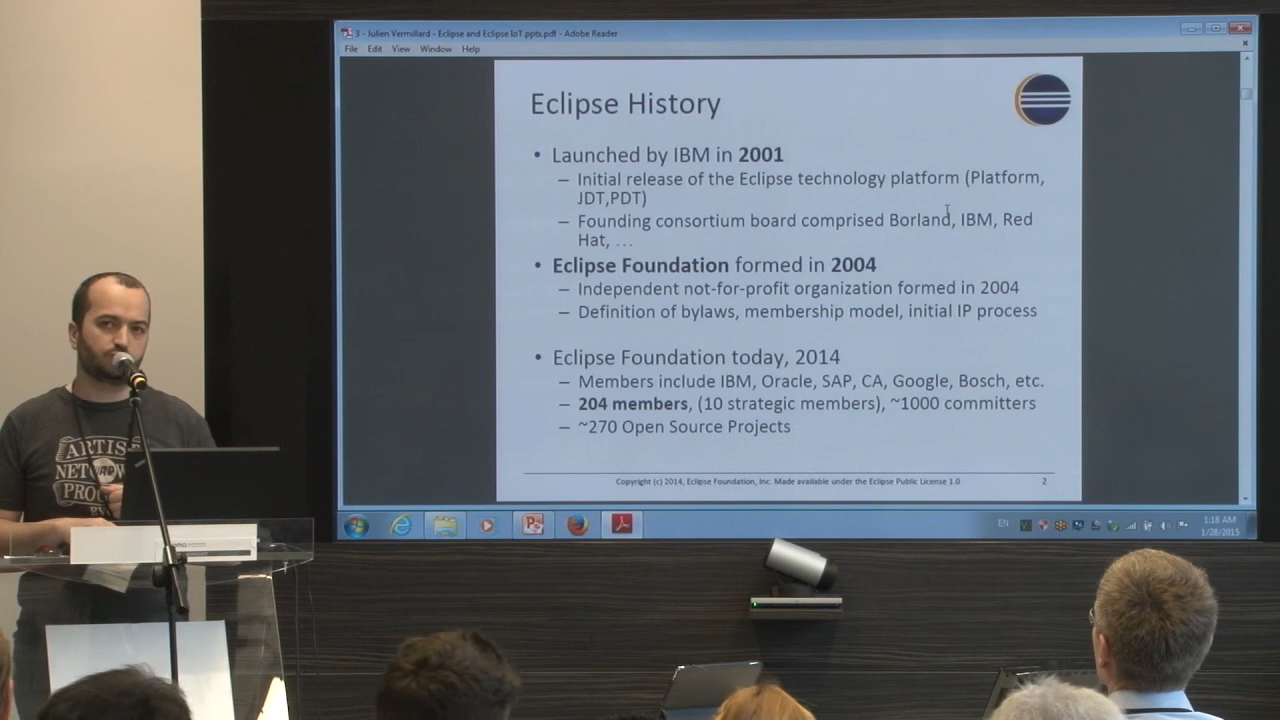 3 - Julien Vermillard - Eclipse and Eclipse IoT.pptx.pdf - Adobe Reader
File Edit View Window Help
Eclipse History
• Launched by IBM in 2001
– Initial release of the Eclipse technology platform (Platform,
JDT,PDT)
– Founding consortium board comprised Borland, IBM, Red
Hat, …
• Eclipse Foundation formed in 2004
– Independent not-for-profit organization formed in 2004
– Definition of bylaws, membership model, initial IP process
• Eclipse Foundation today, 2014
– Members include IBM, Oracle, SAP, CA, Google, Bosch, etc.
– 204 members, (10 strategic members), ~1000 committers
– ~270 Open Source Projects
Copyright (c) 2014, Eclipse Foundation, Inc. Made available under the Eclipse Public License 1.0 2
EN 1:18 AM
1/28/2015
ARTIS
NET
PRO